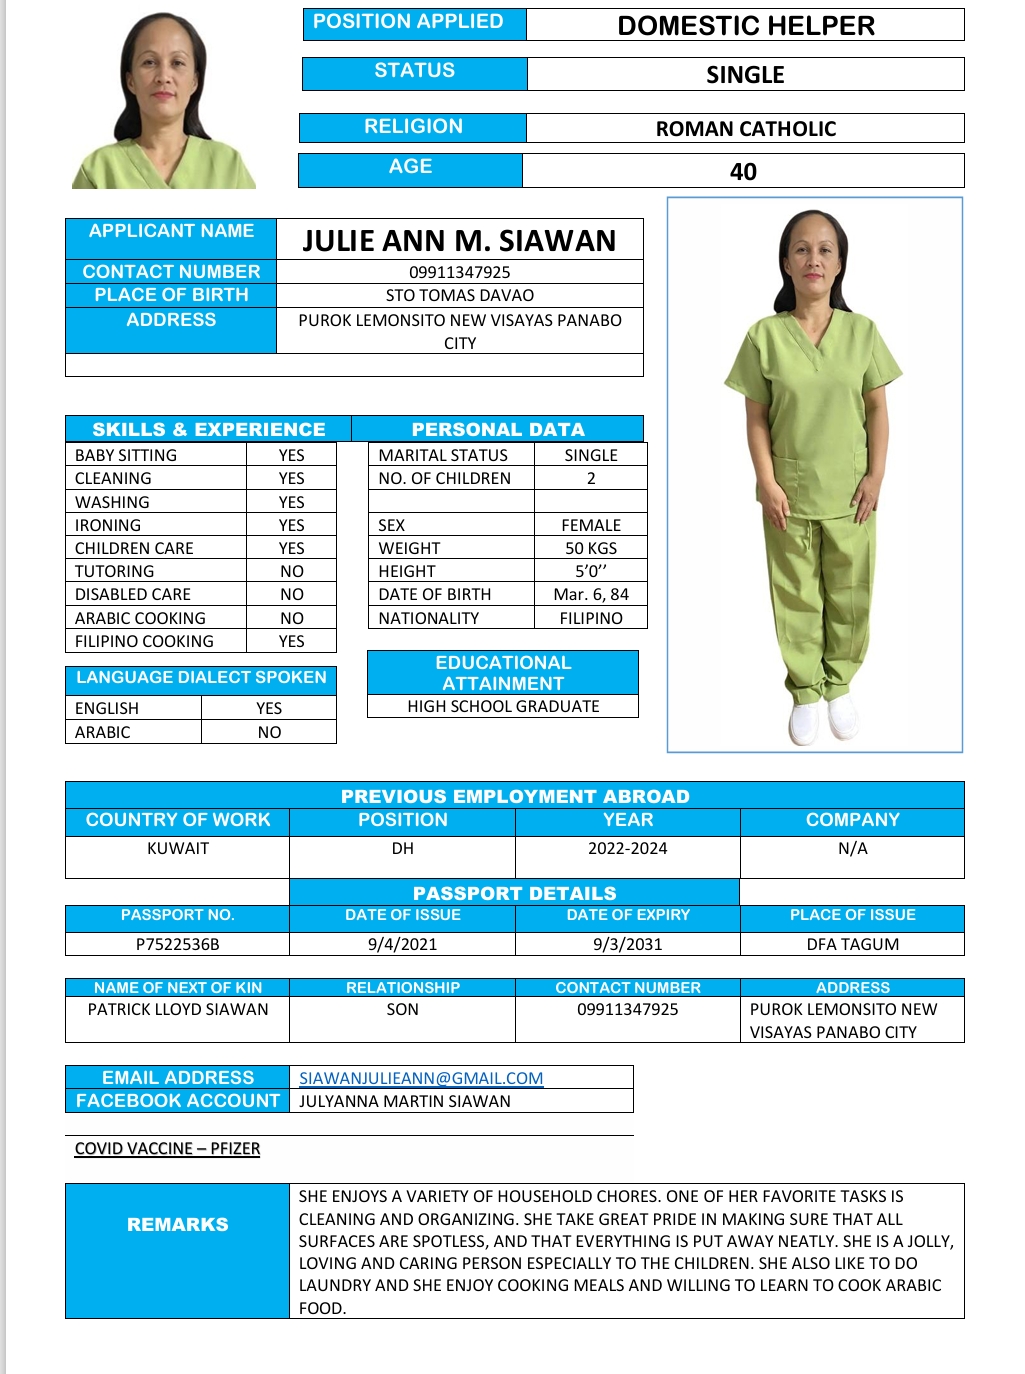 POSITION APPLIED DOMESTIC HELPER
STATUS SINGLE
RELIGION ROMAN CATHOLIC
AGE 40
APPLICANT NAME JULIE ANN M. SIAWAN
CONTACT NUMBER 09911347925
PLACE OF BIRTH STO TOMAS DAVAO
ADDRESS PUROK LEMONSITO NEW VISAYAS PANABO
CITY
SKILLS & EXPERIENCE PERSONAL DATA
BABY SITTING YES MARITAL STATUS SINGLE
CLEANING YES NO. OF CHILDREN 2
WASHING YES
IRONING YES SEX FEMALE
CHILDREN CARE YES WEIGHT 50 KGS
TUTORING NO HEIGHT 5’0’’
DISABLED CARE NO DATE OF BIRTH Mar. 6, 84
ARABIC COOKING NO NATIONALITY FILIPINO
FILIPINO COOKING YES
LANGUAGE DIALECT SPOKEN
ENGLISH YES
ARABIC NO
EDUCATIONAL
ATTAINMENT
HIGH SCHOOL GRADUATE
PREVIOUS EMPLOYMENT ABROAD
COUNTRY OF WORK POSITION YEAR COMPANY
KUWAIT DH 2022-2024 N/A
PASSPORT DETAILS
PASSPORT NO. DATE OF ISSUE DATE OF EXPIRY PLACE OF ISSUE
P7522536B 9/4/2021 9/3/2031 DFA TAGUM
NAME OF NEXT OF KIN RELATIONSHIP CONTACT NUMBER ADDRESS
PATRICK LLOYD SIAWAN SON 09911347925 PUROK LEMONSITO NEW
VISAYAS PANABO CITY
EMAIL ADDRESS SIAWANJULIEANN@GMAIL.COM
FACEBOOK ACCOUNT JULYANNA MARTIN SIAWAN
COVID VACCINE – PFIZER
REMARKS
SHE ENJOYS A VARIETY OF HOUSEHOLD CHORES. ONE OF HER FAVORITE TASKS IS
CLEANING AND ORGANIZING. SHE TAKE GREAT PRIDE IN MAKING SURE THAT ALL
SURFACES ARE SPOTLESS, AND THAT EVERYTHING IS PUT AWAY NEATLY. SHE IS A JOLLY,
LOVING AND CARING PERSON ESPECIALLY TO THE CHILDREN. SHE ALSO LIKE TO DO
LAUNDRY AND SHE ENJOY COOKING MEALS AND WILLING TO LEARN TO COOK ARABIC
FOOD.